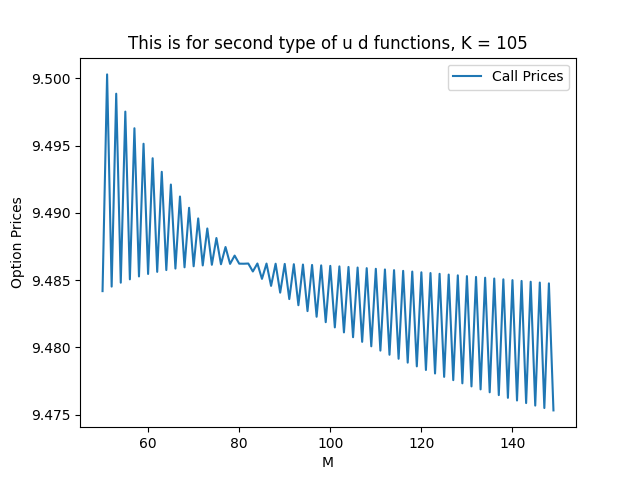 This is for second type of u d functions, K = 105
Call Prices
9.500
9.495
9.490
9.485
9.480
9.475
Option Prices
60 80 100 120 140
M